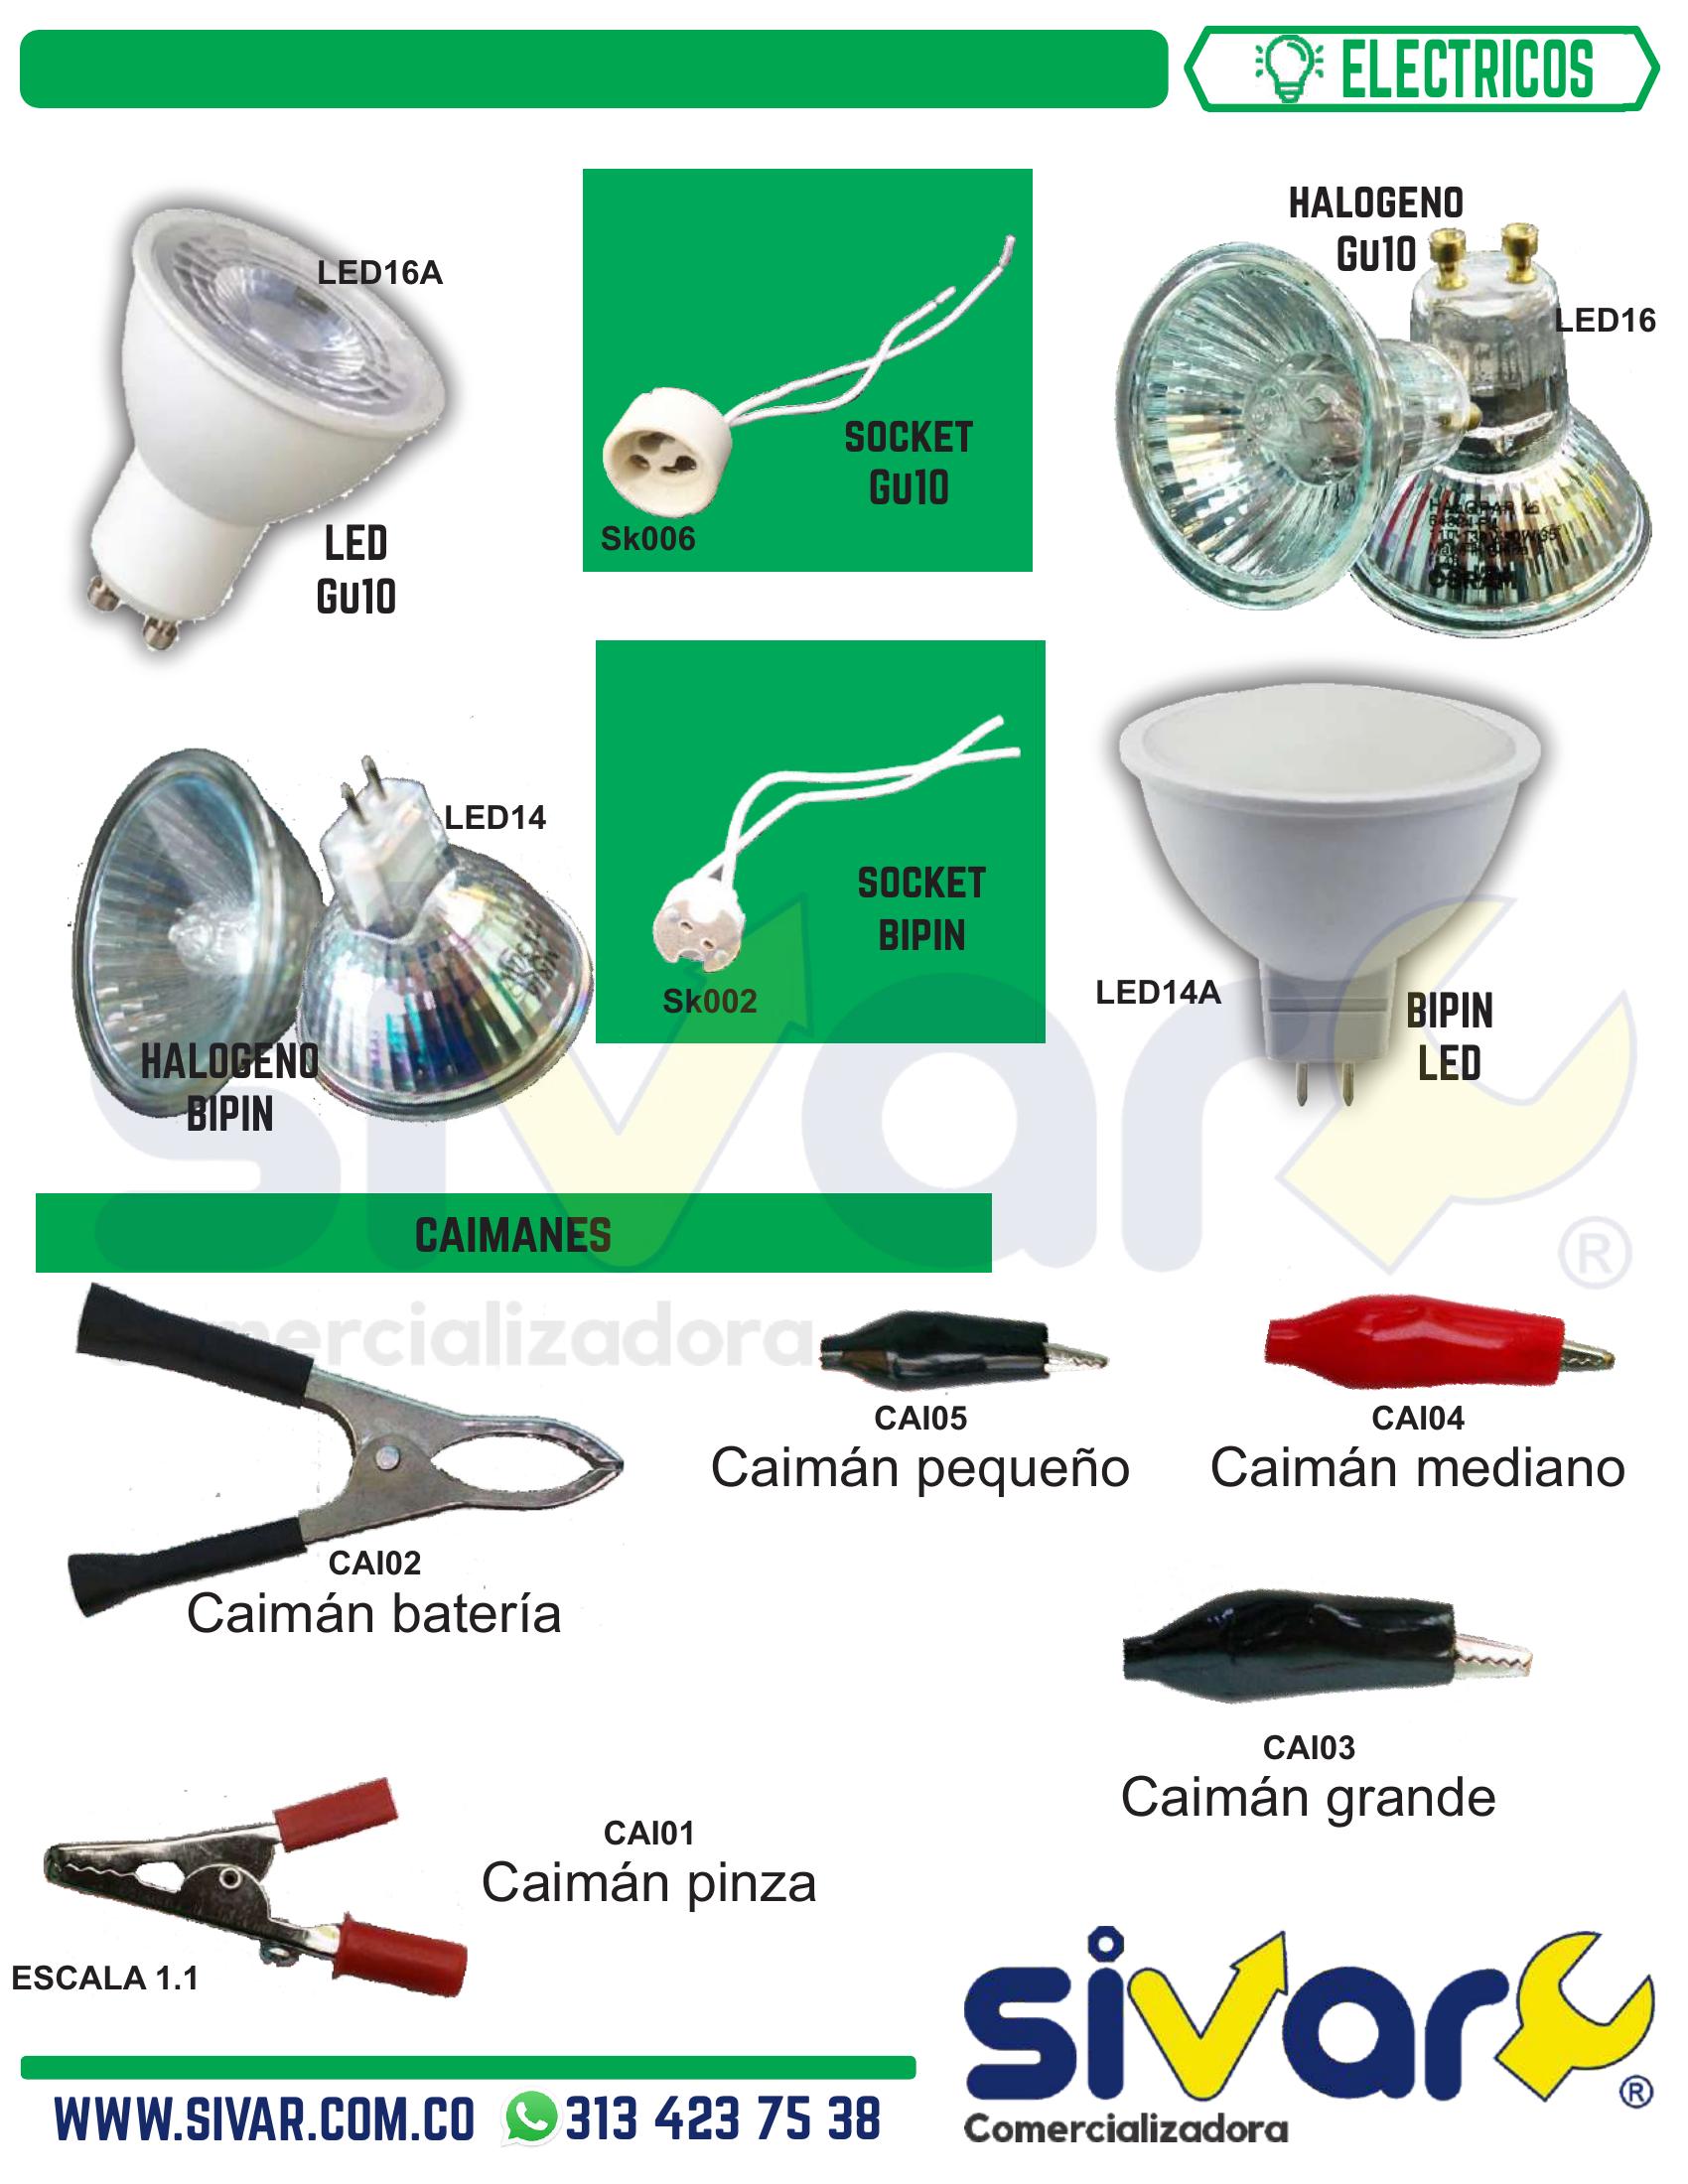 ELECTRICOS
LED16A
LED
Gu10
SOCKET
Gu10
Sk006
HALOGENO
Gu10
LED16
OSRAM
LED14
HALOGENO
BIPIN
SOCKET
BIPIN
Sk002
LED14A
BIPIN
LED
CAIMANES
CAI02
Caimán batería
CAI05
Caimán pequeño
CAI04
Caimán mediano
CAI03
Caimán grande
CAI01
Caimán pinza
ESCALA 1.1
WWW.SIVAR.COM.CO
313 423 75 38
sivar
®
Comercializadora